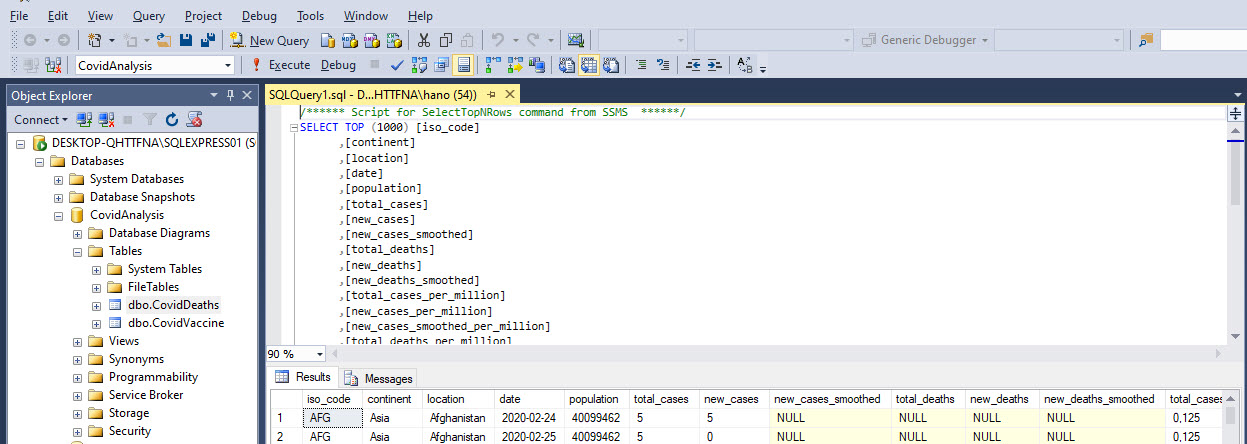 File Edit View Query Project Debug Tools Window Help
New Query Generic Debugger
CovidAnalysis Execute Debug
Object Explorer
Connect
DESKTOP-QHTTFNA\SQLEXPRESS01 (S
Databases
System Databases
Database Snapshots
CovidAnalysis
Database Diagrams
Tables
System Tables
FileTables
dbo.CovidDeaths
dbo.CovidVaccine
Views
Synonyms
Programmability
Service Broker
Storage
Security
SQLQuery1.sql - D...HTTFNA\hano (54))
/****** Script for SelectTopNRows command from SSMS ******/
SELECT TOP (1000) [iso_code]
,[continent]
,[location]
,[date]
,[population]
,[total_cases]
,[new_cases]
,[new_cases_smoothed]
,[total_deaths]
,[new_deaths]
,[new_deaths_smoothed]
,[total_cases_per_million]
,[new_cases_per_million]
,[new_cases_smoothed_per_million]
,[total_deaths_per_million]
90 %
Results Messages
iso_code continent location date population total_cases new_cases new_cases_smoothed total_deaths new_deaths new_deaths_smoothed total_cases
1 AFG Asia Afghanistan 2020-02-24 40099462 5 5 NULL NULL NULL NULL 0,125
2 AFG Asia Afghanistan 2020-02-25 40099462 5 0 NULL NULL NULL NULL 0,125